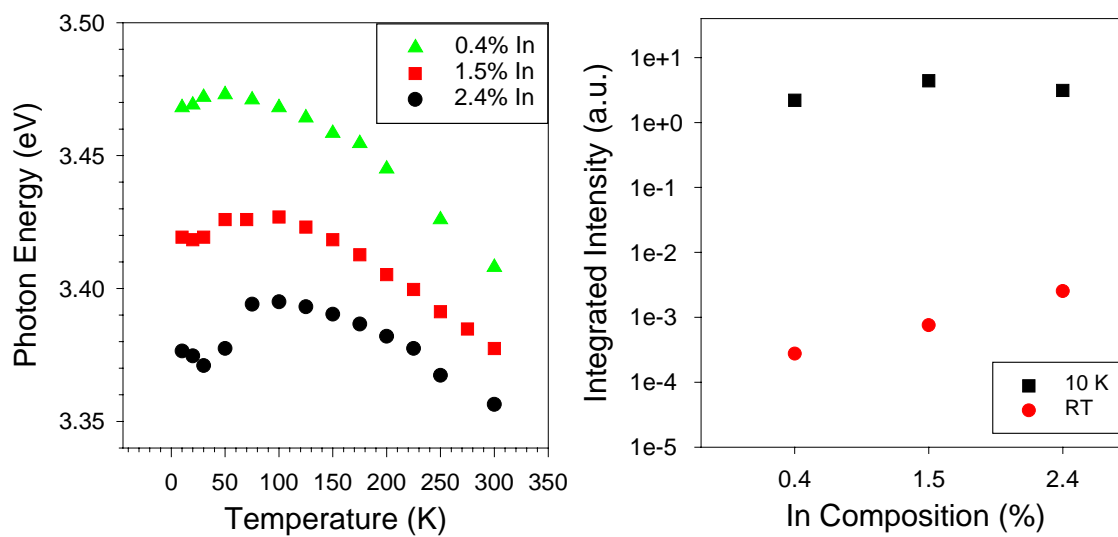 3.50
3.45
3.40
3.35
Photon Energy (eV)
0.4% In
1.5% In
2.4% In
0 50 100 150 200 250 300 350
Temperature (K)
Integrated Intensity (a.u.)
1e+1
1e+0
1e-1
1e-2
1e-3
1e-4
1e-5
10 K
RT
0.4 1.5 2.4
In Composition (%)